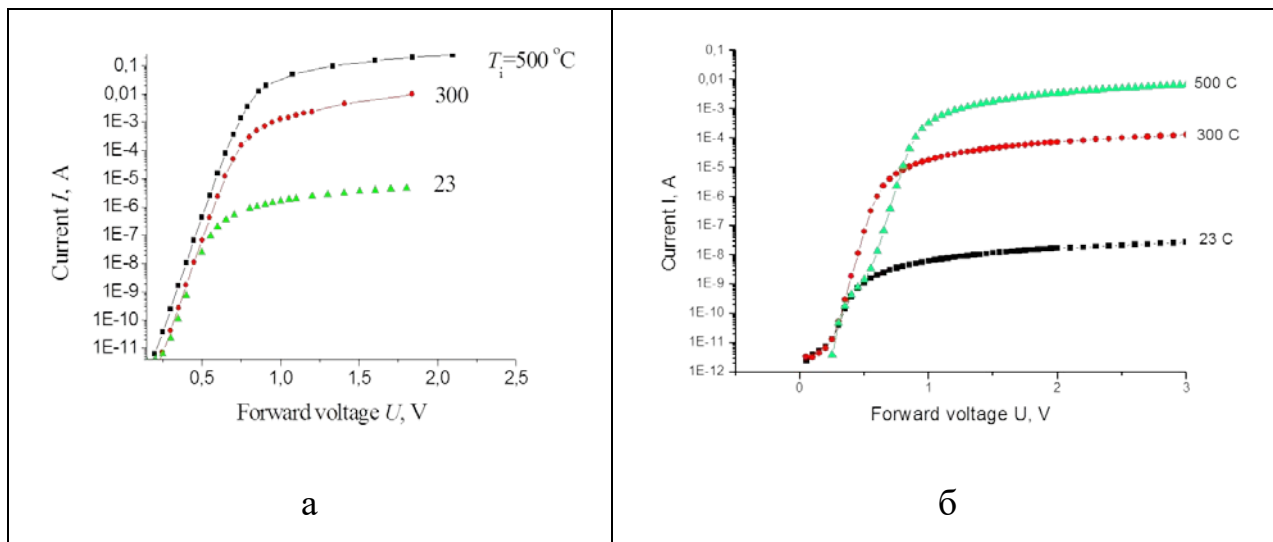 0,1
0,01
1E-3
1E-4
1E-5
1E-6
1E-7
1E-8
1E-9
1E-10
1E-11
Current I, A
T_i=500 °C
300
23
0,5 1,0 1,5 2,0 2,5
Forward voltage U, V
а
0,1
0,01
1E-3
1E-4
1E-5
1E-6
1E-7
1E-8
1E-9
1E-10
1E-11
1E-12
Current I, A
500 C
300 C
23 C
0 1 2 3
Forward voltage U, V
б